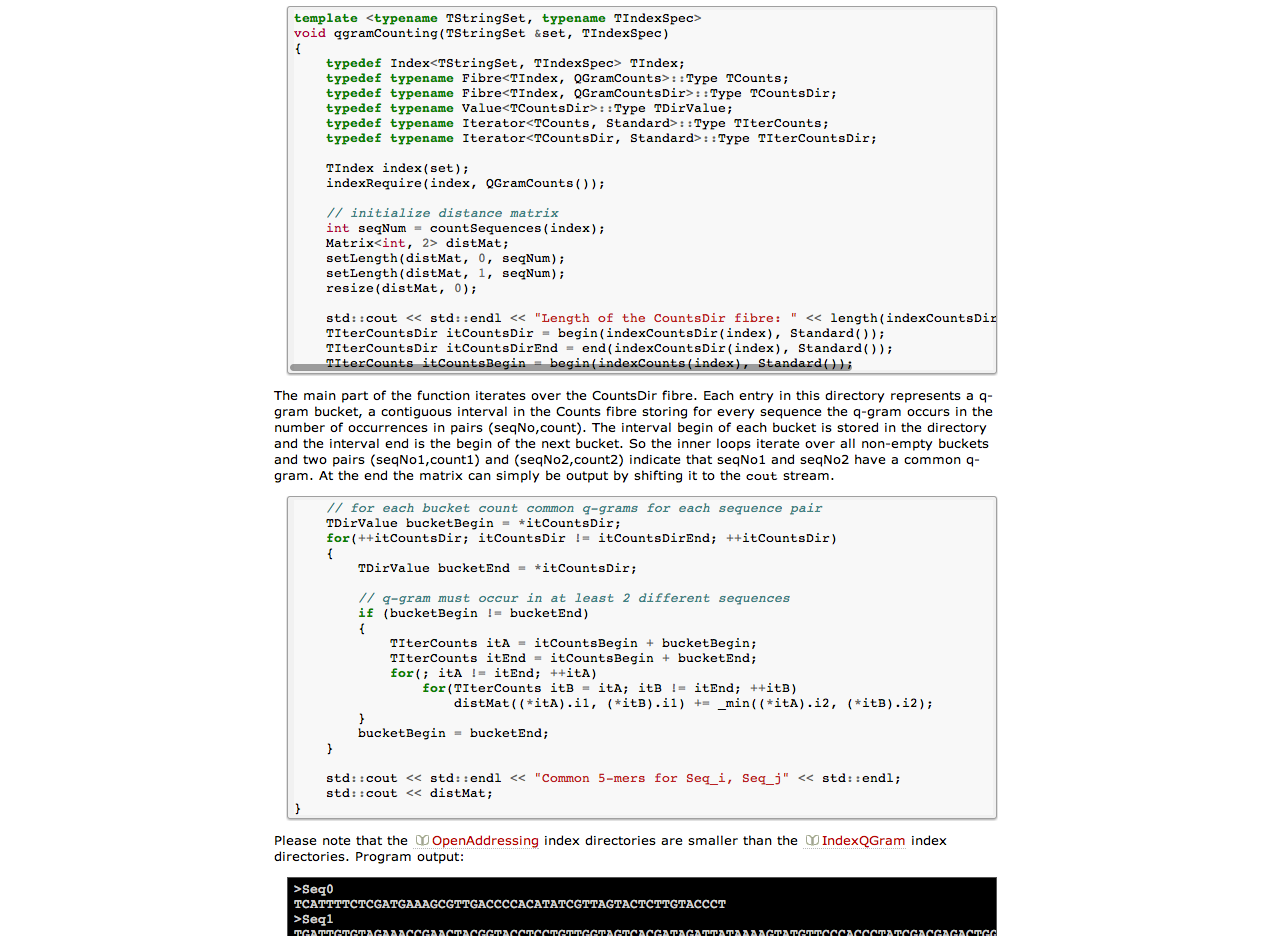 template <typename TStringSet, typename TIndexSpec>
void qgramCounting(TStringSet &set, TIndexSpec)
{
    typedef Index<TStringSet, TIndexSpec> TIndex;
    typedef typename Fibre<TIndex, QGramCounts>::Type TCounts;
    typedef typename Fibre<TIndex, QGramCountsDir>::Type TCountsDir;
    typedef typename Value<TCountsDir>::Type TDirValue;
    typedef typename Iterator<TCounts, Standard>::Type TIterCounts;
    typedef typename Iterator<TCountsDir, Standard>::Type TIterCountsDir;

    TIndex index(set);
    indexRequire(index, QGramCounts());

    // initialize distance matrix
    int seqNum = countSequences(index);
    Matrix<int, 2> distMat;
    setLength(distMat, 0, seqNum);
    setLength(distMat, 1, seqNum);
    resize(distMat, 0);

    std::cout << std::endl << "Length of the CountsDir fibre: " << length(indexCountsDir
    TIterCountsDir itCountsDir = begin(indexCountsDir(index), Standard());
    TIterCountsDir itCountsDirEnd = end(indexCountsDir(index), Standard());
    TIterCounts itCountsBegin = begin(indexCounts(index), Standard());
The main part of the function iterates over the CountsDir fibre. Each entry in this directory represents a q-
gram bucket, a contiguous interval in the Counts fibre storing for every sequence the q-gram occurs in the
number of occurrences in pairs (seqNo,count). The interval begin of each bucket is stored in the directory
and the interval end is the begin of the next bucket. So the inner loops iterate over all non-empty buckets
and two pairs (seqNo1,count1) and (seqNo2,count2) indicate that seqNo1 and seqNo2 have a common q-
gram. At the end the matrix can simply be output by shifting it to the cout stream.
    // for each bucket count common q-grams for each sequence pair
    TDirValue bucketBegin = *itCountsDir;
    for(++itCountsDir; itCountsDir != itCountsDirEnd; ++itCountsDir)
    {
        TDirValue bucketEnd = *itCountsDir;

        // q-gram must occur in at least 2 different sequences
        if (bucketBegin != bucketEnd)
        {
            TIterCounts itA = itCountsBegin + bucketBegin;
            TIterCounts itEnd = itCountsBegin + bucketEnd;
            for(; itA != itEnd; ++itA)
                for(TIterCounts itB = itA; itB != itEnd; ++itB)
                    distMat((*itA).i1, (*itB).i1) += _min((*itA).i2, (*itB).i2);
        }
        bucketBegin = bucketEnd;
    }

    std::cout << std::endl << "Common 5-mers for Seq_i, Seq_j" << std::endl;
    std::cout << distMat;
}
Please note that the OpenAddressing index directories are smaller than the IndexQGram index
directories. Program output:
>Seq0
TCATTTTCTCGATGAAAGCGTTGACCCCACATATCGTTAGTACTCTTGTACCCT
>Seq1
TGATTGTGTAGAAACCGAACTACGGTACCTCCTGTTGGTAGTCACGATAGATTATAAAAGTATGTTCCCACCCTATCGACGAGACTGG